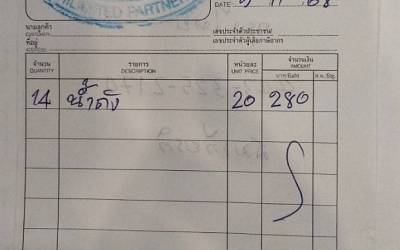 LIMITED PARTNER
DATE
นามลูกค้า เลขประจำตัวประชาชน
ที่อยู่ เลขประจำตัวผู้เสียภาษีอากร
จำนวน รายการ หน่วยละ จำนวนเงิน
QUANTITY DESCRIPTION UNIT PRICE AMOUNT
บาท Baht ส.ต. Stg.
14 น้ำถัง 20 280